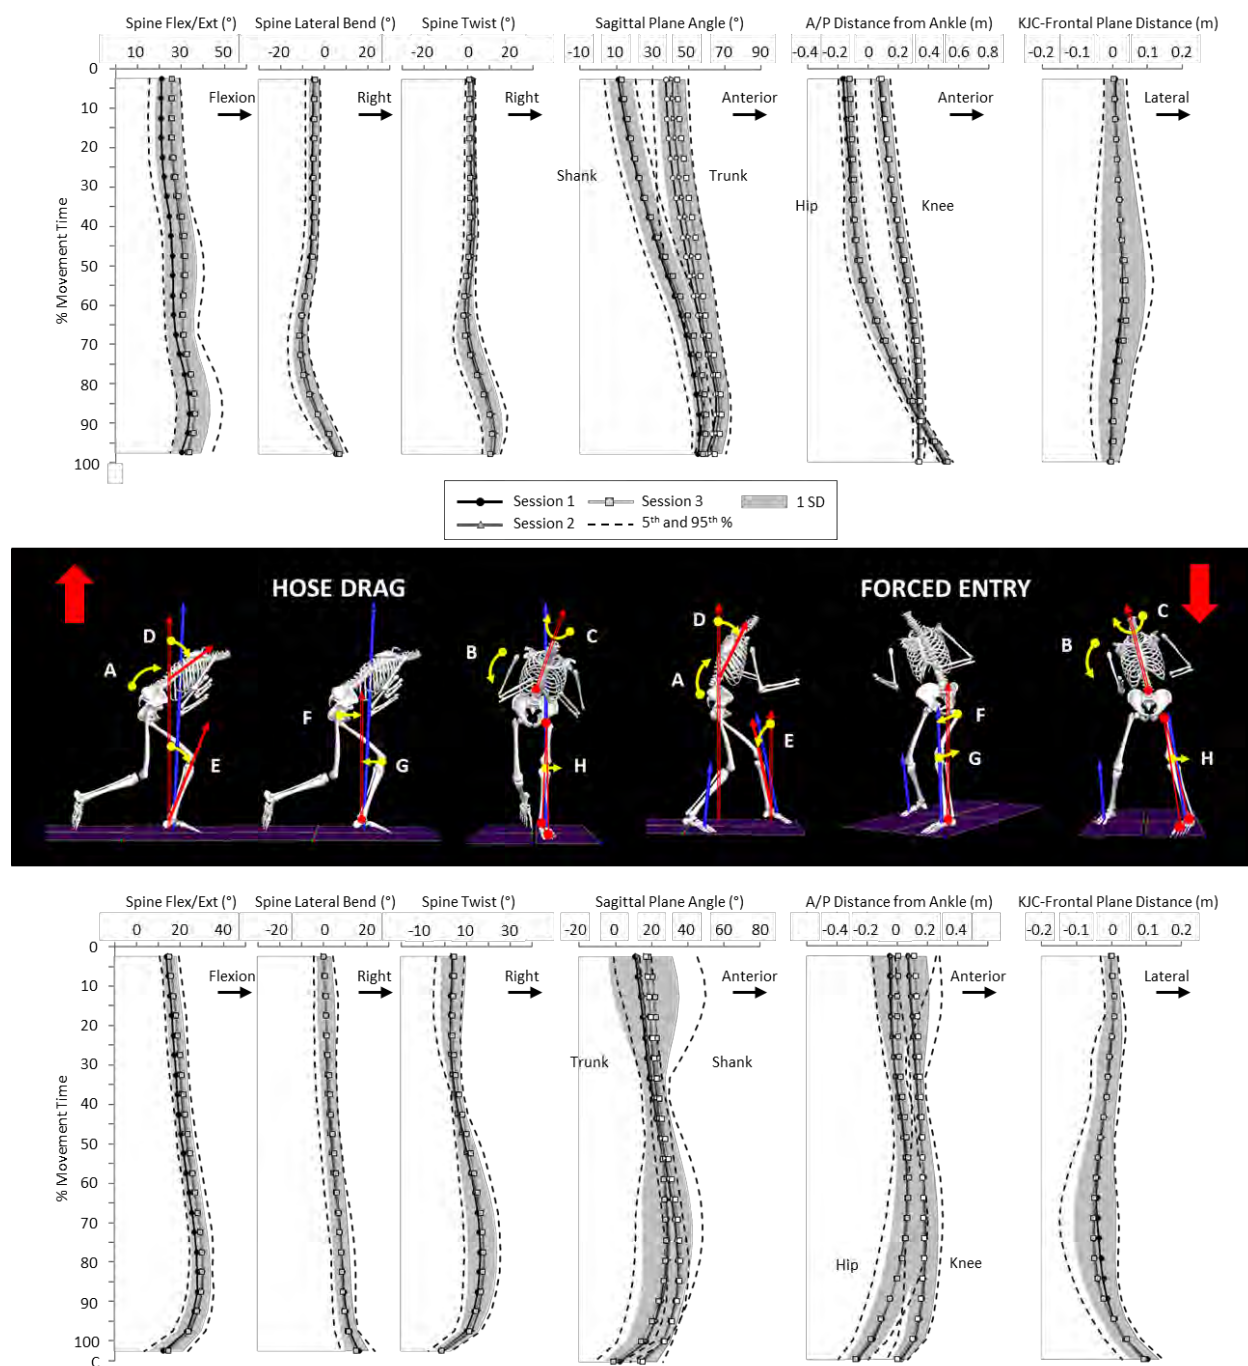 Spine Flex/Ext (°) Spine Lateral Bend (°) Spine Twist (°) Sagittal Plane Angle (°) A/P Distance from Ankle (m) KJC-Frontal Plane Distance (m)
10 30 50 -20 0 20 -20 0 20 -10 10 30 50 70 90 -0.4 0 0.2 0.4 0.8 -0.2 -0.1 0 0.1 0.2
0
Flexion Right Right Anterior Anterior Lateral
10
20
Shank Trunk
30
Hip Knee
40
50
60
70
80
90
100
% Movement Time
Session 1 Session 3 1 SD
Session 2 5th and 95th %
HOSE DRAG FORCED ENTRY
D C D C
B B
A A
F F
E G H E G H
Spine Flex/Ext (°) Spine Lateral Bend (°) Spine Twist (°) Sagittal Plane Angle (°) A/P Distance from Ankle (m) KJC-Frontal Plane Distance (m)
0 20 40 -20 0 20 -10 10 30 -20 0 20 40 60 80 -0.4 0 0.2 0.4 -0.2 -0.1 0 0.1 0.2
0
Flexion Right Right Anterior Anterior Lateral
10
20
Trunk Shank
30
40
50
60
70
80
Hip Knee
90
100
C
% Movement Time